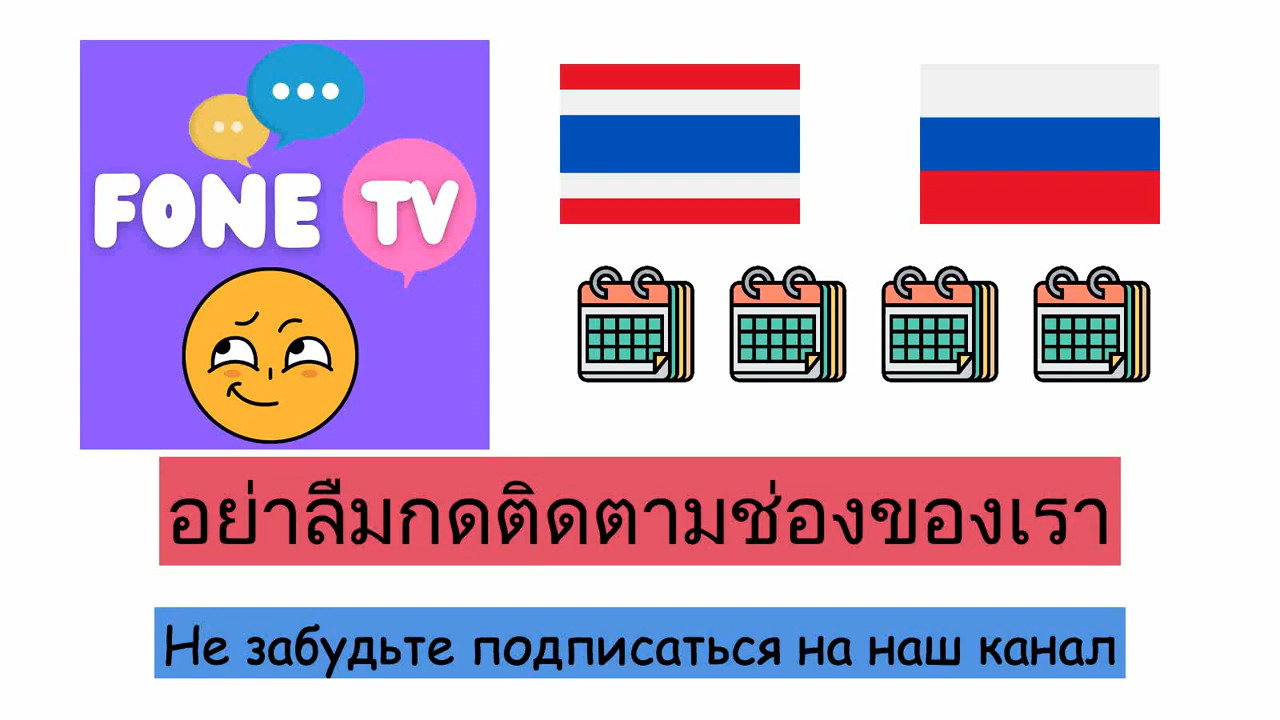 FONE TV
อย่าลืมกดติดตามช่องของเรา
Не забудьте подписаться на наш канал